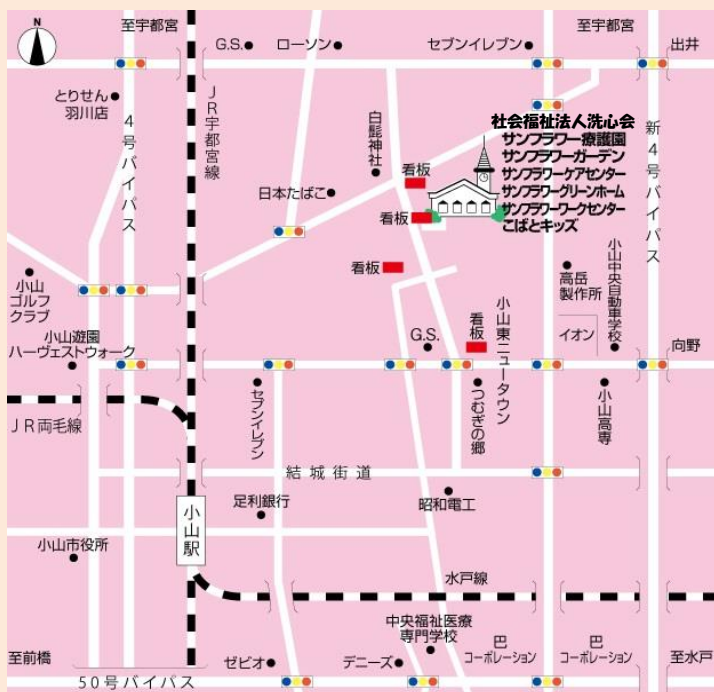 N
至宇都宮
G.S.
ローソン
セブンイレブン
至宇都宮
出井
とりせん
羽川店
4号バイパス
JR宇都宮線
白髭神社
社会福祉法人洗心会
サンフラワー療護園
サンフラワーガーデン
サンフラワーケアセンター
サンフラワーグリーンホーム
サンフラワーワークセンター
こばとキッズ
新4号バイパス
看板
日本たばこ
看板
看板
小山
ゴルフ
クラブ
高岳
製作所
小山中央自動車学校
小山遊園
ハーヴェストウォーク
G.S.
看板
小山東ニュータウン
イオン
向野
JR両毛線
セブンイレブン
つむぎの郷
小山高専
結城街道
足利銀行
昭和電工
小山駅
小山市役所
水戸線
中央福祉医療
専門学校
巴
コーポレーション
巴
コーポレーション
至前橋
ゼビオ
デニーズ
至水戸
50号バイパス